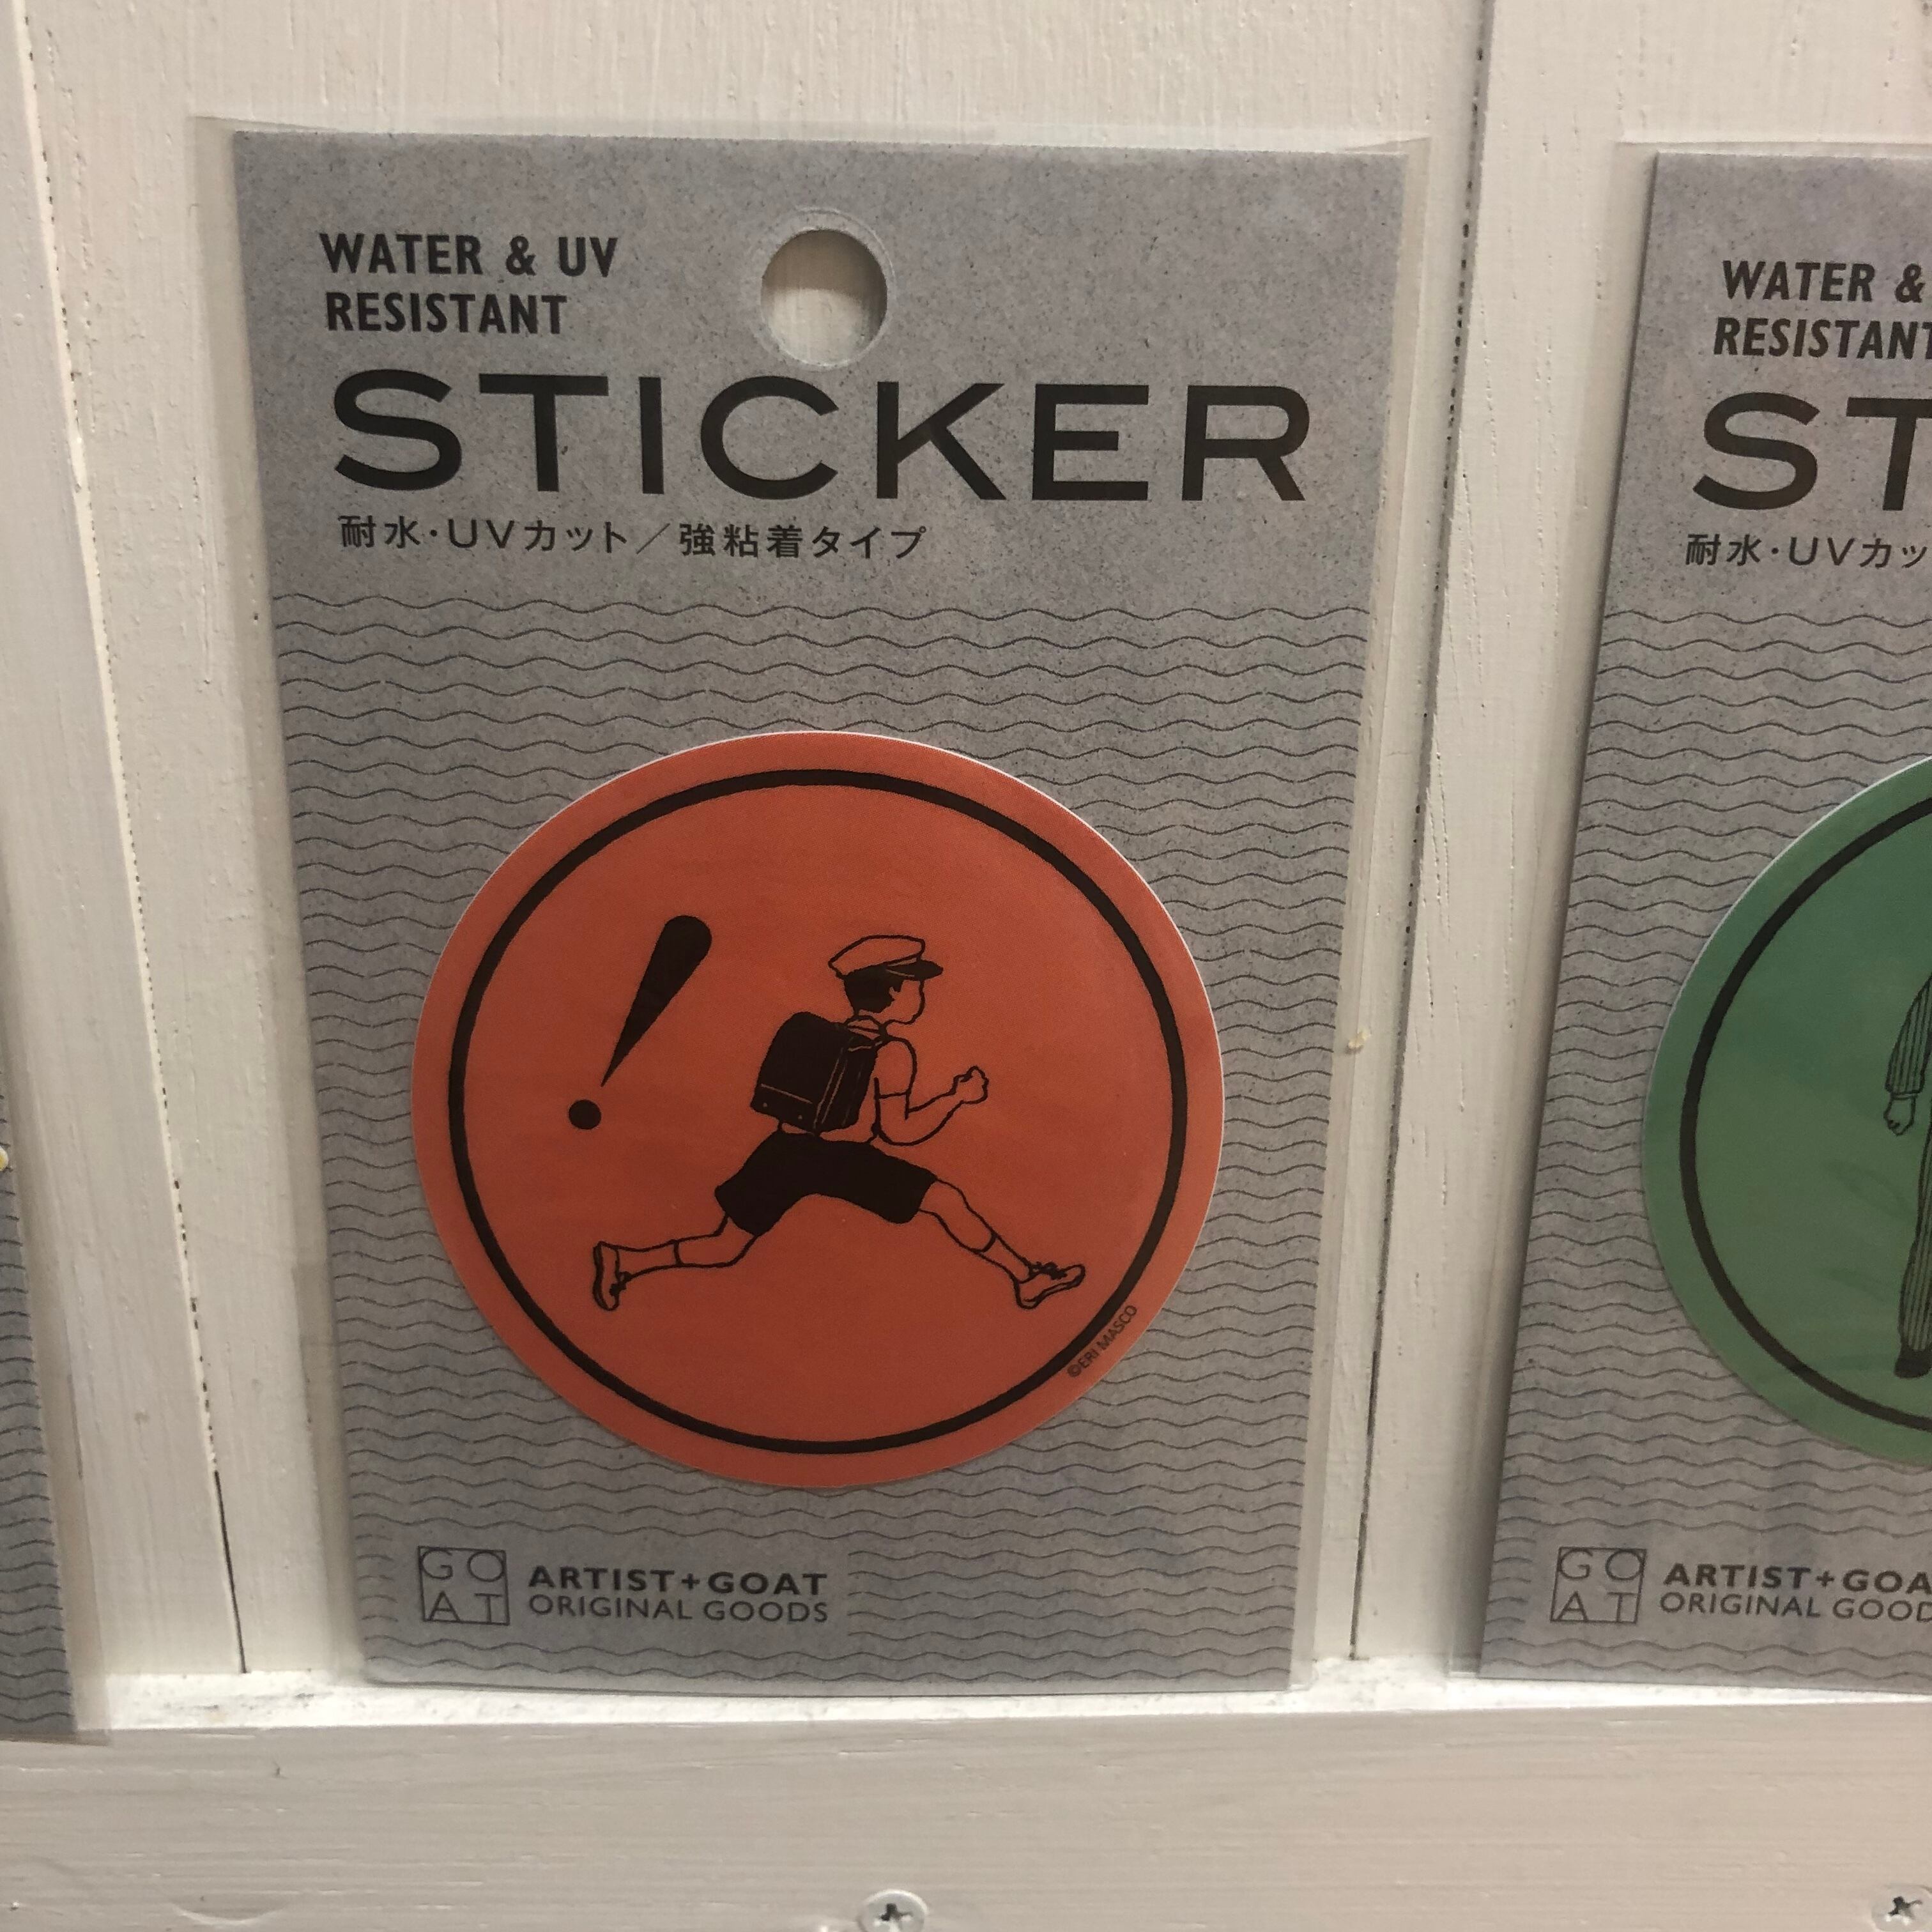 WATER & UV
RESISTANT
STICKER
耐水・UVカット／強粘着タイプ
!
©ERI MASCO
GO
AT
ARTIST+GOAT
ORIGINAL GOODS
WATER &
RESISTANT
ST
耐水・UVカッ
GO
AT
ARTIST+GOA
ORIGINAL GOOD